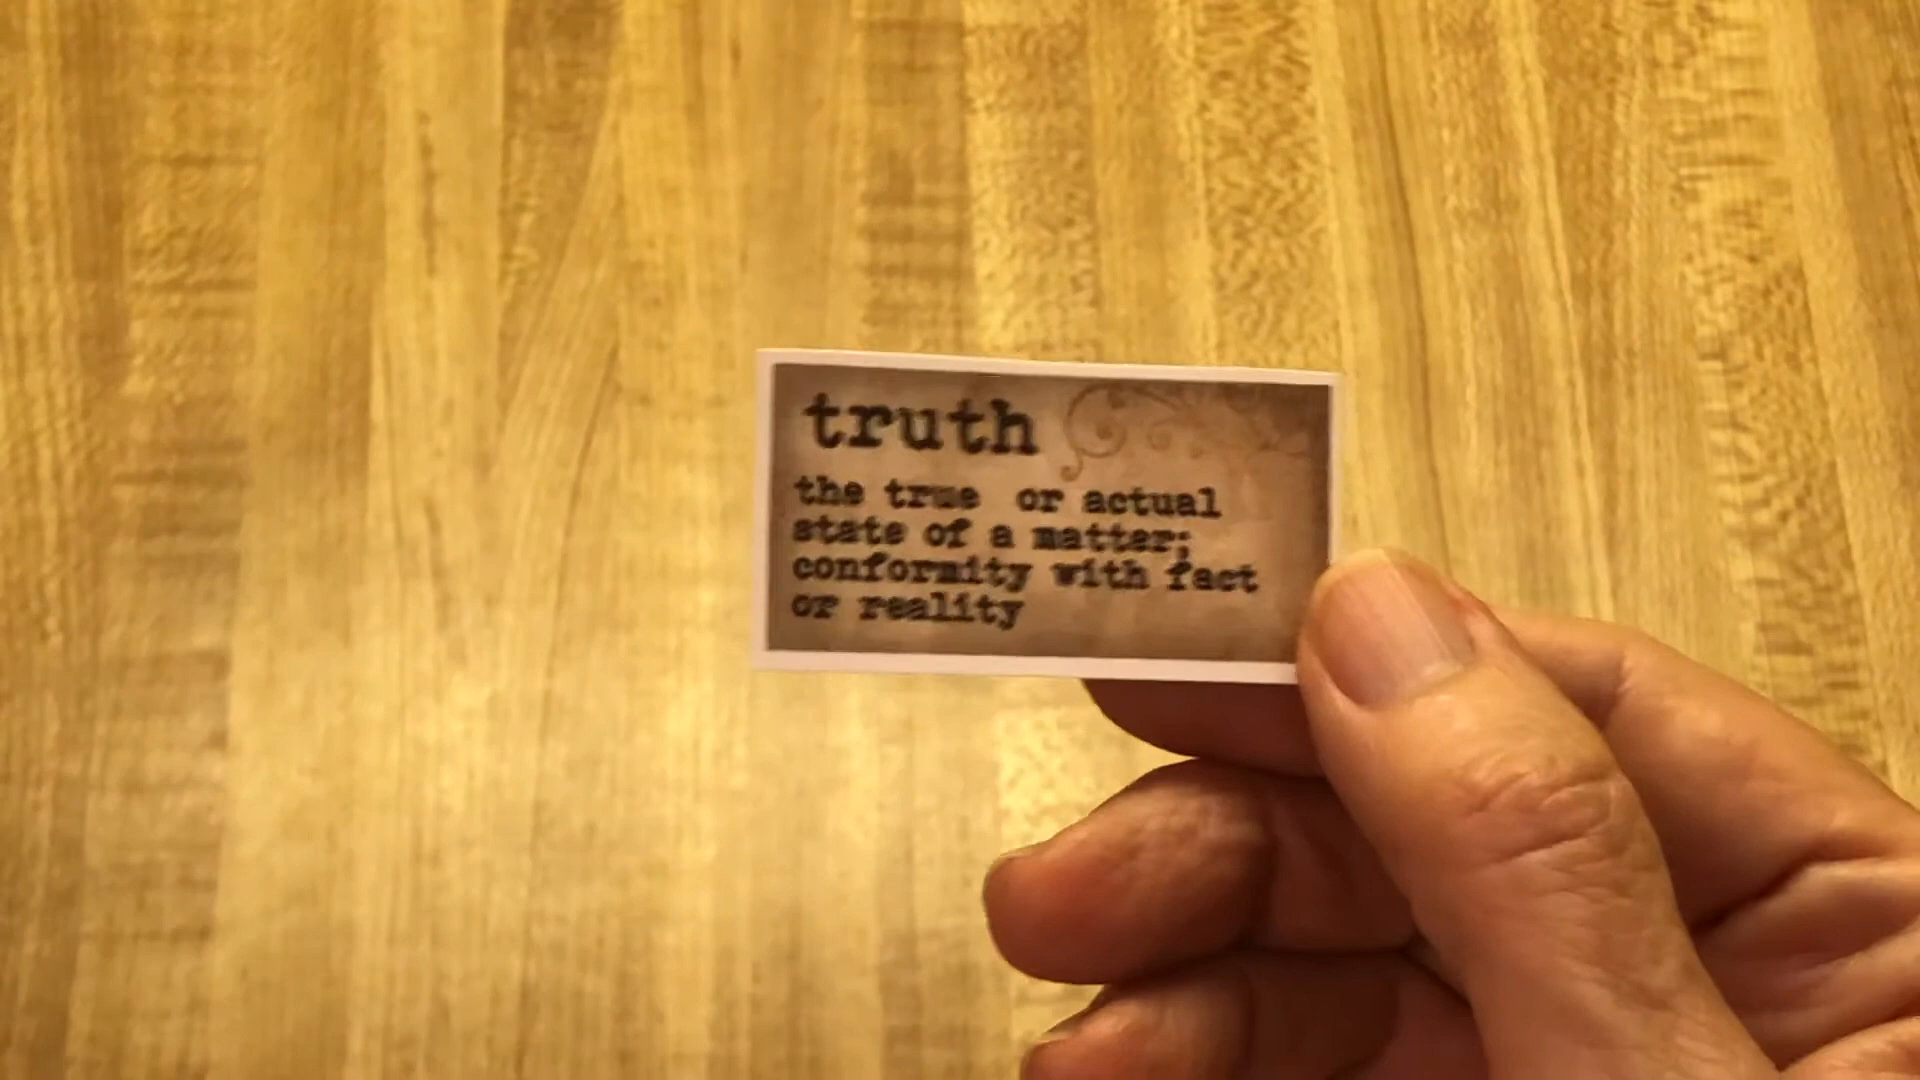 truth
the true or actual
state of a matter;
conformity with fact
or reality